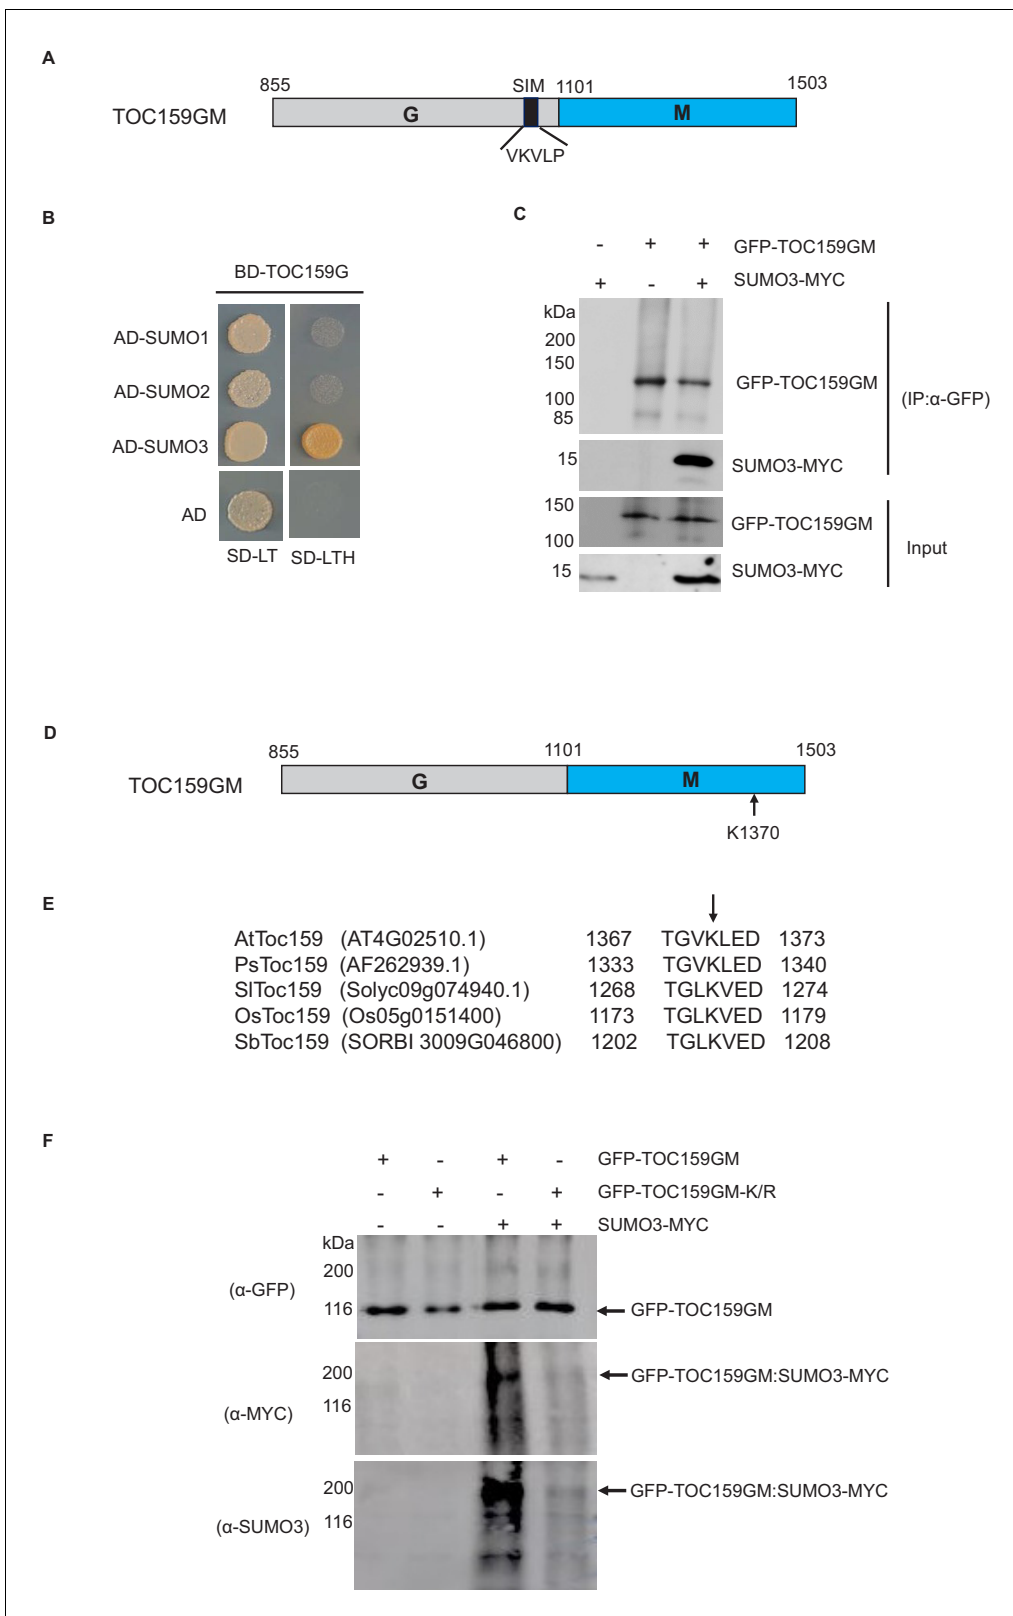 A
855 SIM 1101 1503
TOC159GM G M
VKVLP
B
BD-TOC159G
AD-SUMO1
AD-SUMO2
AD-SUMO3
AD
SD-LT SD-LTH
C
- + + GFP-TOC159GM
+ - + SUMO3-MYC
kDa
200
150
100
85
GFP-TOC159GM
(IP:α-GFP)
15 SUMO3-MYC
150
100
GFP-TOC159GM
Input
15 SUMO3-MYC
D
855 1101 1503
TOC159GM G M
K1370
E
AtToc159 (AT4G02510.1) 1367 TGVKLED 1373
PsToc159 (AF262939.1) 1333 TGVKLED 1340
SlToc159 (Solyc09g074940.1) 1268 TGLKVED 1274
OsToc159 (Os05g0151400) 1173 TGLKVED 1179
SbToc159 (SORBI 3009G046800) 1202 TGLKVED 1208
F
+ - + - GFP-TOC159GM
- + - + GFP-TOC159GM-K/R
- - + + SUMO3-MYC
kDa
200
(α-GFP)
116 GFP-TOC159GM
200 GFP-TOC159GM:SUMO3-MYC
116
(α-MYC)
200 GFP-TOC159GM:SUMO3-MYC
116
(α-SUMO3)